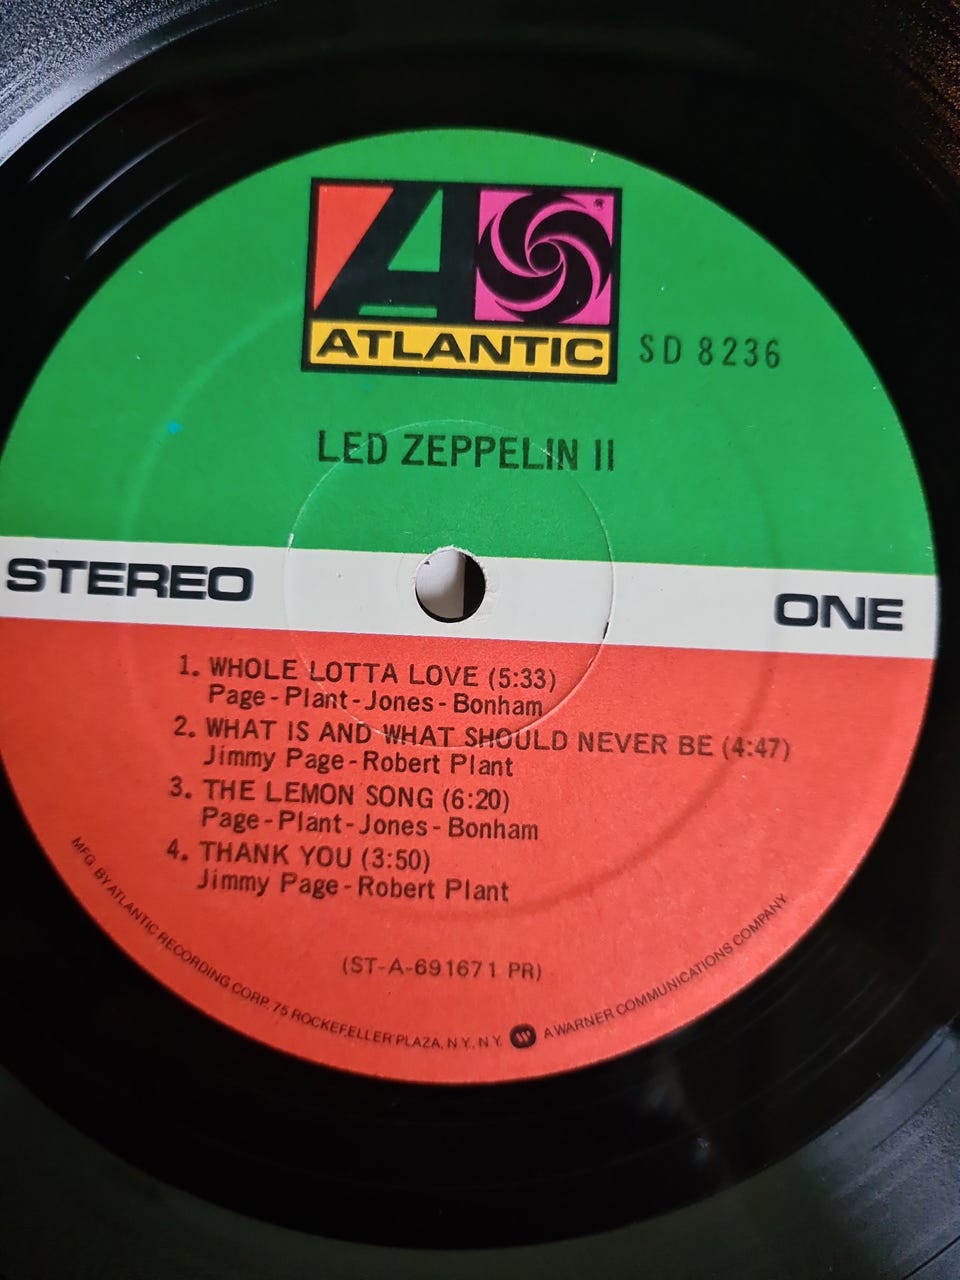 ATLANTIC
®
SD 8236
LED ZEPPELIN II
STEREO
ONE
1. WHOLE LOTTA LOVE (5:33)
Page - Plant - Jones - Bonham
2. WHAT IS AND WHAT SHOULD NEVER BE (4:47)
Jimmy Page - Robert Plant
3. THE LEMON SONG (6:20)
Page - Plant - Jones - Bonham
4. THANK YOU (3:50)
Jimmy Page - Robert Plant
(ST-A-691671 PR)
MFG. BY ATLANTIC RECORDING CORP. 75 ROCKEFELLER PLAZA, N.Y., N.Y. W A WARNER COMMUNICATIONS COMPANY